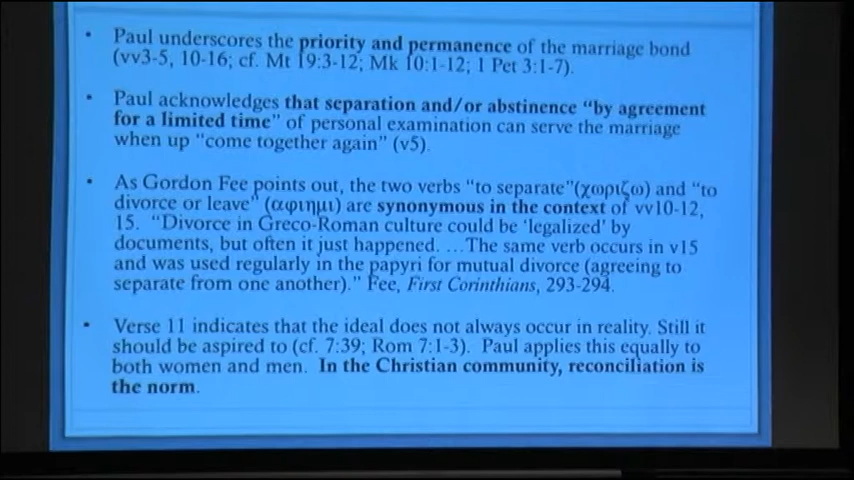 • Paul underscores the priority and permanence of the marriage bond
(vv3-5, 10-16; cf. Mt 19:3-12; Mk 10:1-12; 1 Pet 3:1-7).
• Paul acknowledges that separation and/or abstinence “by agreement
for a limited time” of personal examination can serve the marriage
when up “come together again” (v5).
• As Gordon Fee points out, the two verbs “to separate”(χωριζω) and “to
divorce or leave” (αφιημι) are synonymous in the context of vv10-12,
15. “Divorce in Greco-Roman culture could be ‘legalized’ by
documents, but often it just happened. …The same verb occurs in v15
and was used regularly in the papyri for mutual divorce (agreeing to
separate from one another).” Fee, First Corinthians, 293-294.
• Verse 11 indicates that the ideal does not always occur in reality. Still it
should be aspired to (cf. 7:39; Rom 7:1-3). Paul applies this equally to
both women and men. In the Christian community, reconciliation is
the norm.